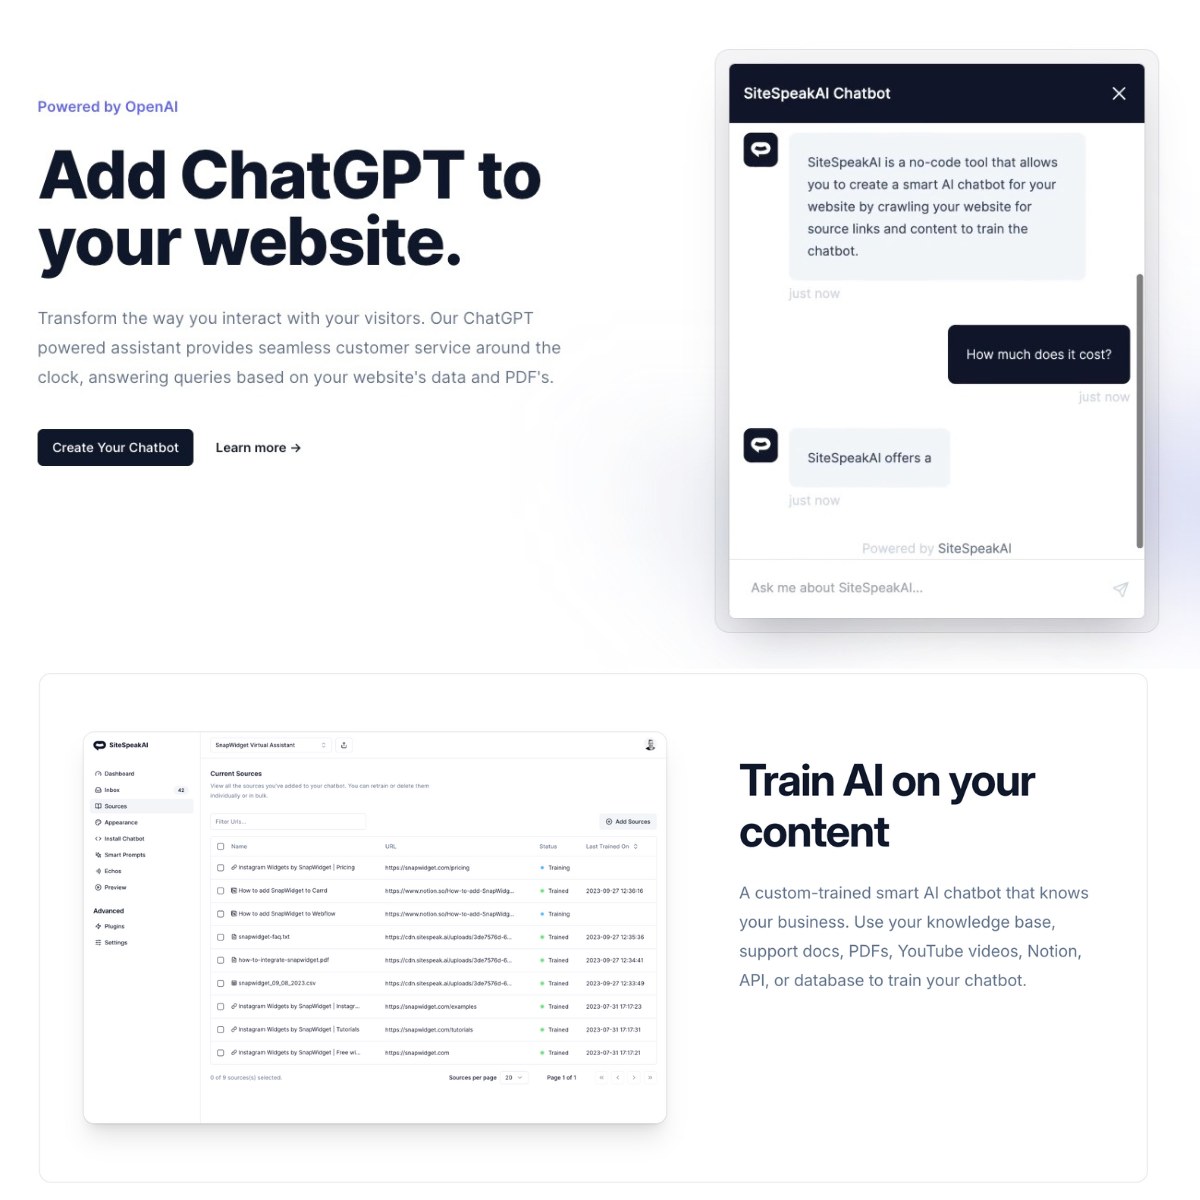 Powered by OpenAI
Add ChatGPT to
your website.
Transform the way you interact with your visitors. Our ChatGPT
powered assistant provides seamless customer service around the
clock, answering queries based on your website's data and PDF's.
Create Your Chatbot
Learn more →
SiteSpeakAI Chatbot
SiteSpeakAI is a no-code tool that allows
you to create a smart AI chatbot for your
website by crawling your website for
source links and content to train the
chatbot.
just now
How much does it cost?
just now
SiteSpeakAI offers a
just now
Powered by SiteSpeakAI
Ask me about SiteSpeakAI...
SiteSpeakAI
Dashboard
Inbox 42
Sources
Appearance
Install Chatbot
Smart Prompts
Echos
Preview
Advanced
Plugins
Settings
SnapWidget Virtual Assistant
Current Sources
View all the sources you've added to your chatbot. You can retrain or delete them
individually or in bulk.
Filter Urls...
Add Sources
Name URL Status Last Trained On
Instagram Widgets by SnapWidget | Pricing https://snapwidget.com/pricing Training
How to add SnapWidget to Carrd https://www.notion.so/How-to-add-SnapWidg... Trained 2023-09-27 12:36:16
How to add SnapWidget to Webflow https://www.notion.so/How-to-add-SnapWidg... Training
snapwidget-faq.txt https://cdn.sitespeak.ai/uploads/3de7576d-6... Trained 2023-09-27 12:35:36
how-to-integrate-snapwidget.pdf https://cdn.sitespeak.ai/uploads/3de7576d-6... Trained 2023-09-27 12:34:41
snapwidget_09_08_2023.csv https://cdn.sitespeak.ai/uploads/3de7576d-6... Trained 2023-09-27 12:33:49
Instagram Widgets by SnapWidget | Instagr... https://snapwidget.com/examples Trained 2023-07-31 17:17:23
Instagram Widgets by SnapWidget | Tutorials https://snapwidget.com/tutorials Trained 2023-07-31 17:17:31
Instagram Widgets by SnapWidget | Free wi... https://snapwidget.com Trained 2023-07-31 17:17:21
0 of 9 sources(s) selected.
Sources per page 20
Page 1 of 1
Train AI on your
content
A custom-trained smart AI chatbot that knows
your business. Use your knowledge base,
support docs, PDFs, YouTube videos, Notion,
API, or database to train your chatbot.